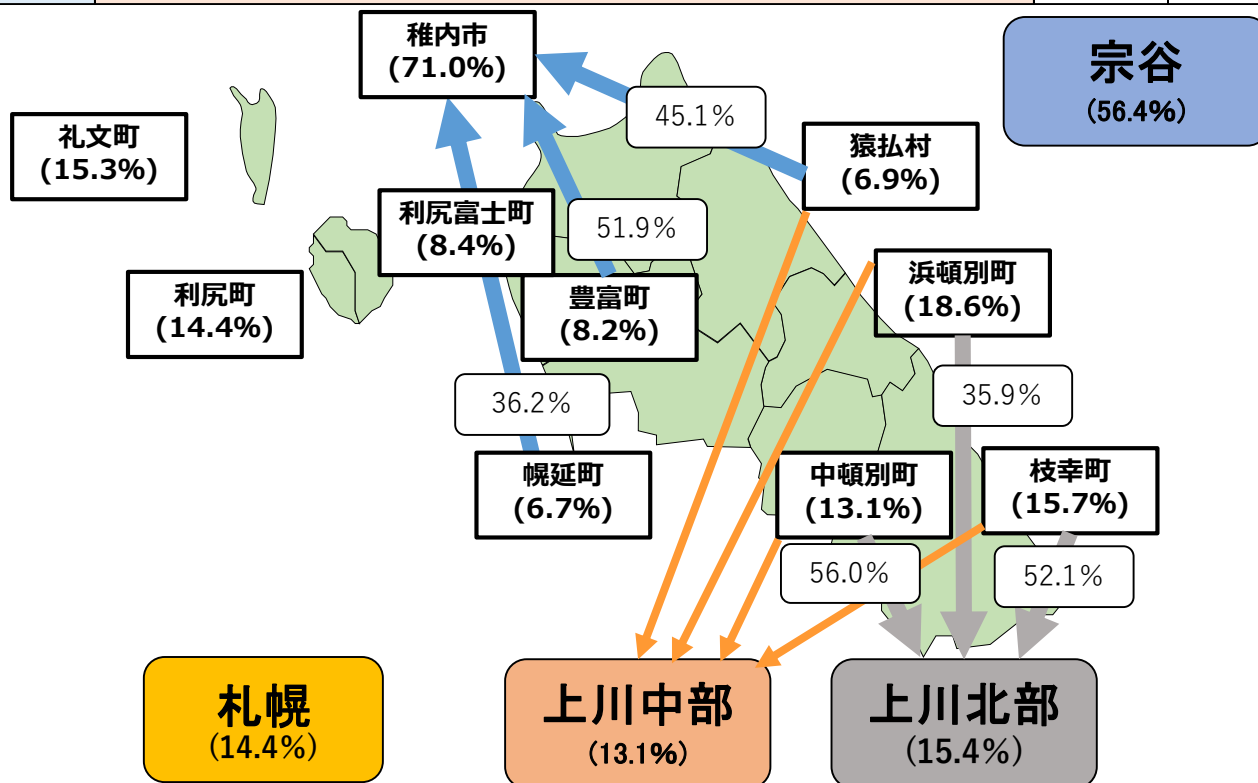 稚内市
(71.0%)
宗谷
(56.4%)
45.1%
礼文町
(15.3%)
猿払村
(6.9%)
利尻富士町
(8.4%)
51.9%
浜頓別町
(18.6%)
利尻町
(14.4%)
豊富町
(8.2%)
36.2%
35.9%
幌延町
(6.7%)
中頓別町
(13.1%)
枝幸町
(15.7%)
56.0%
52.1%
札幌
(14.4%)
上川中部
(13.1%)
上川北部
(15.4%)